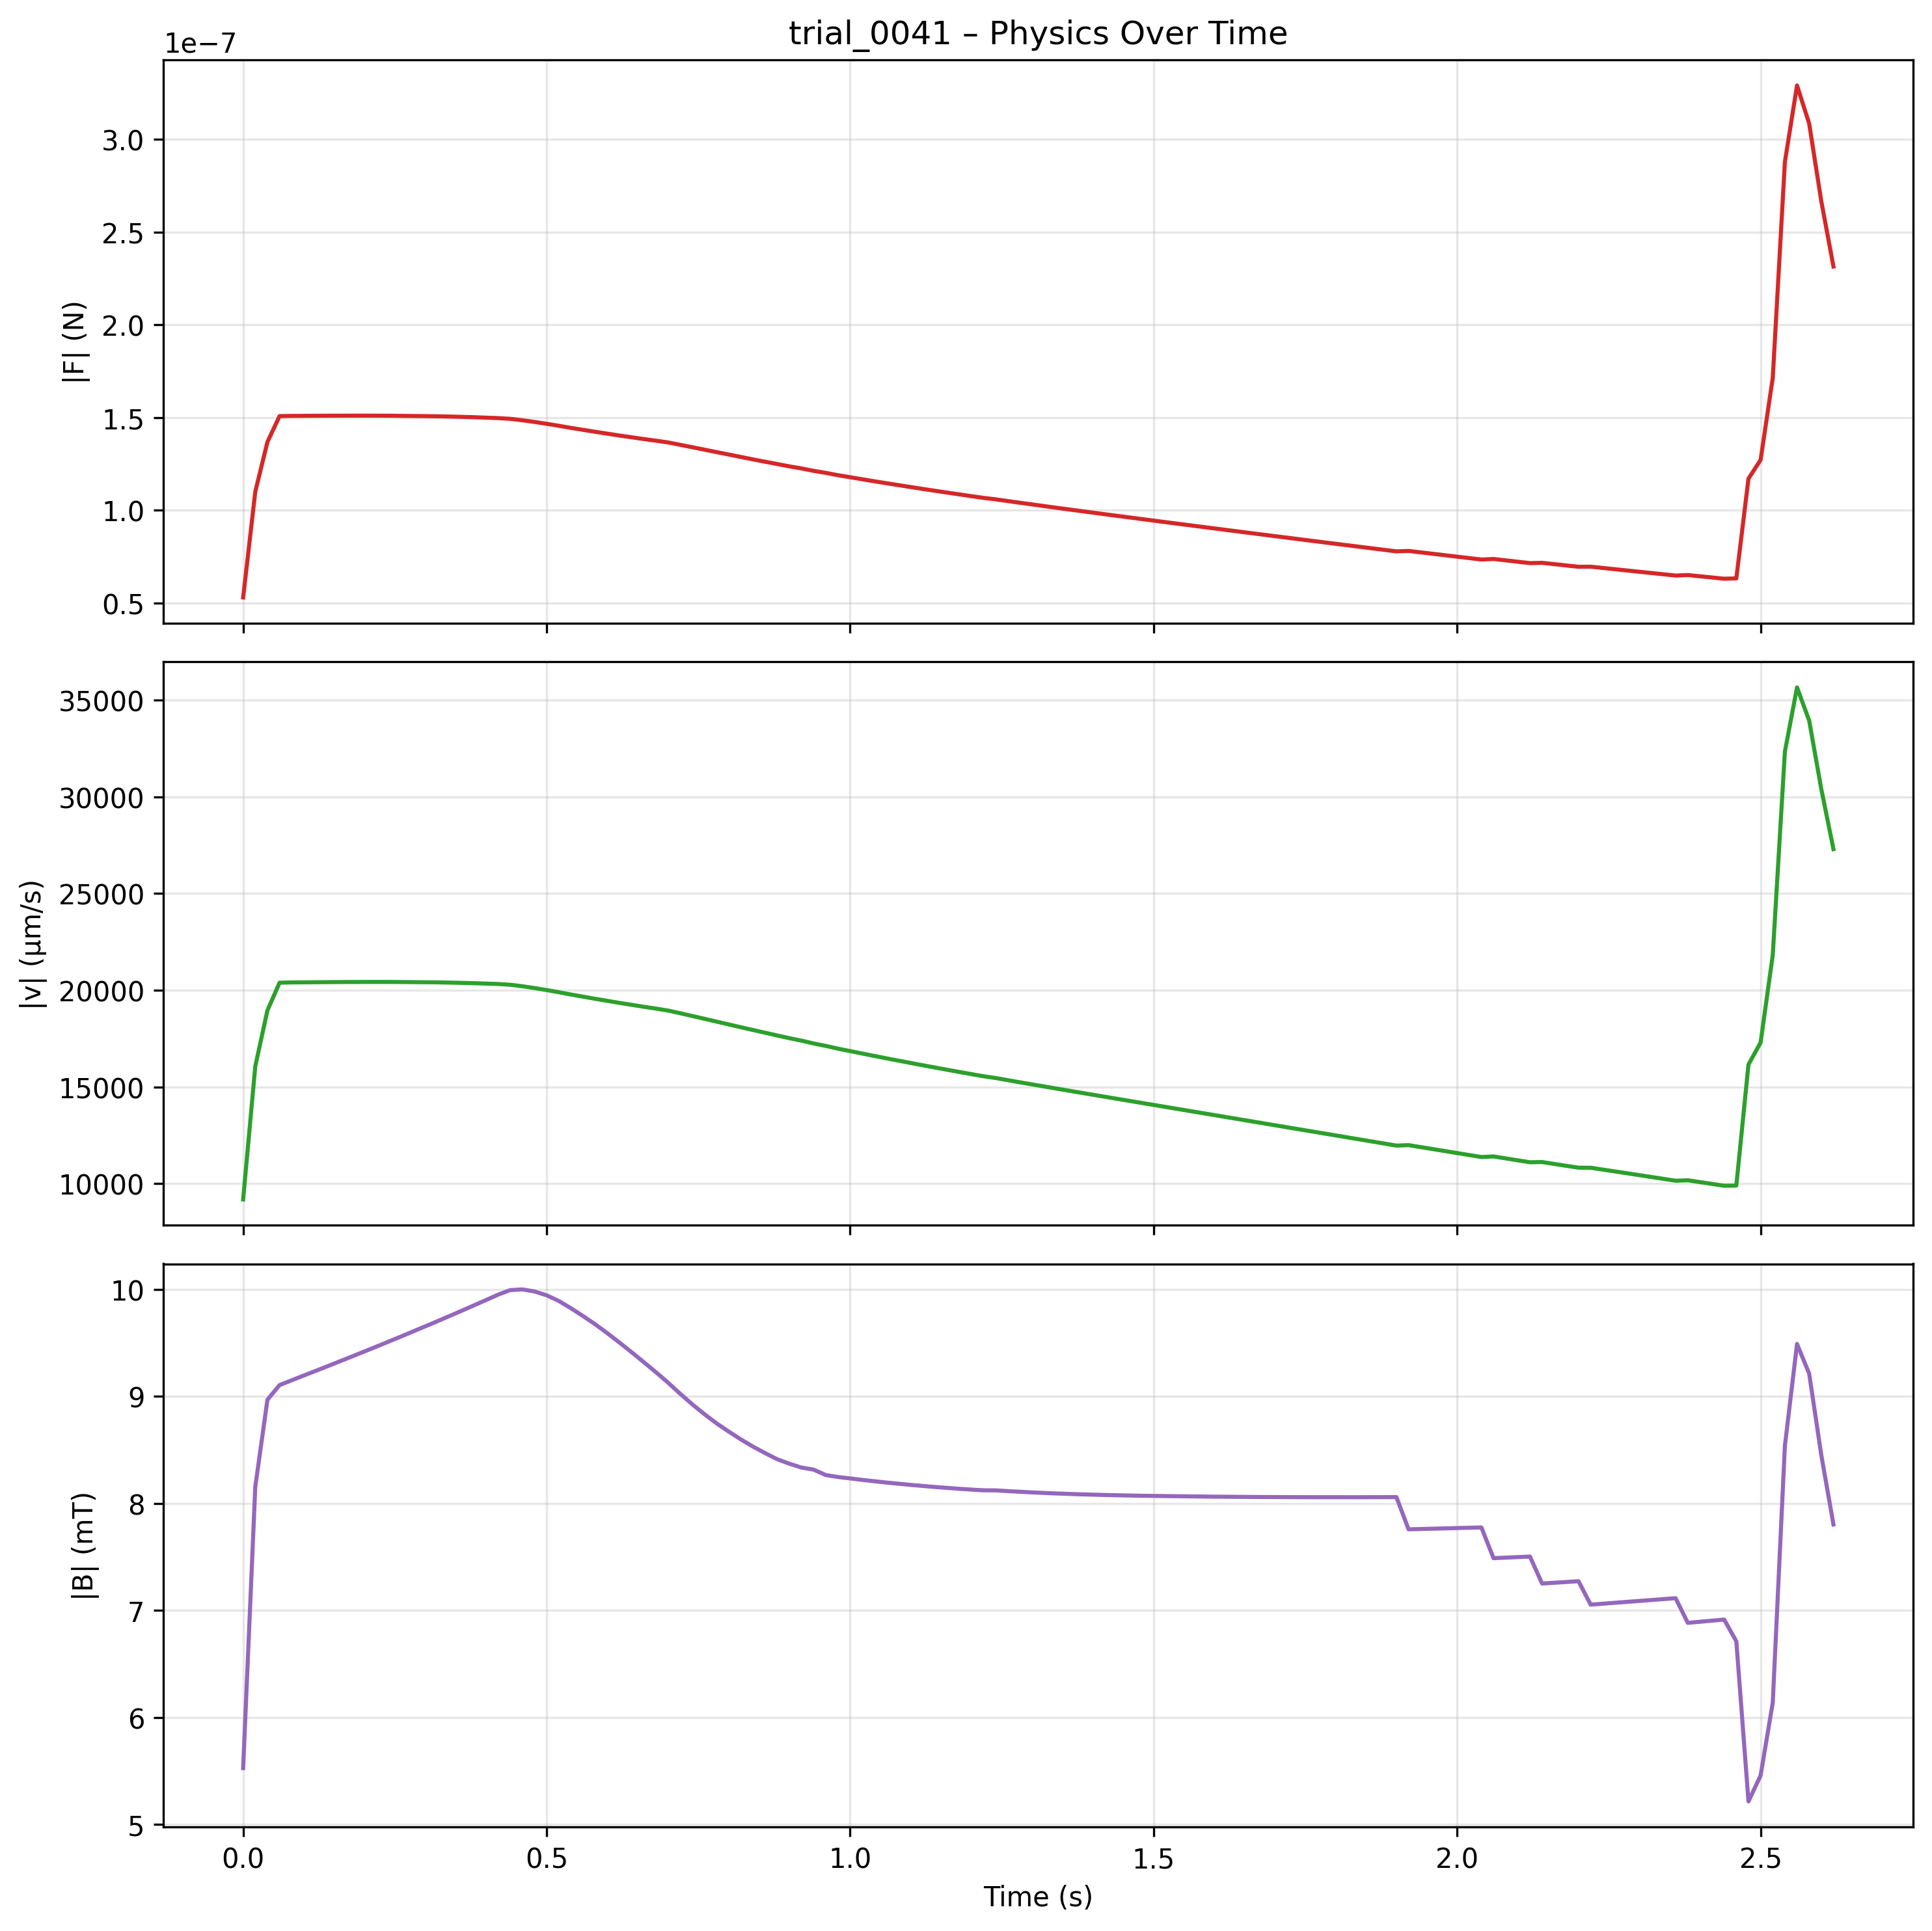 trial_0041 – Physics Over Time
1e−7
|F| (N)
3.0
2.5
2.0
1.5
1.0
0.5
|v| (µm/s)
35000
30000
25000
20000
15000
10000
|B| (mT)
10
9
8
7
6
5
0.0 0.5 1.0 1.5 2.0 2.5
Time (s)